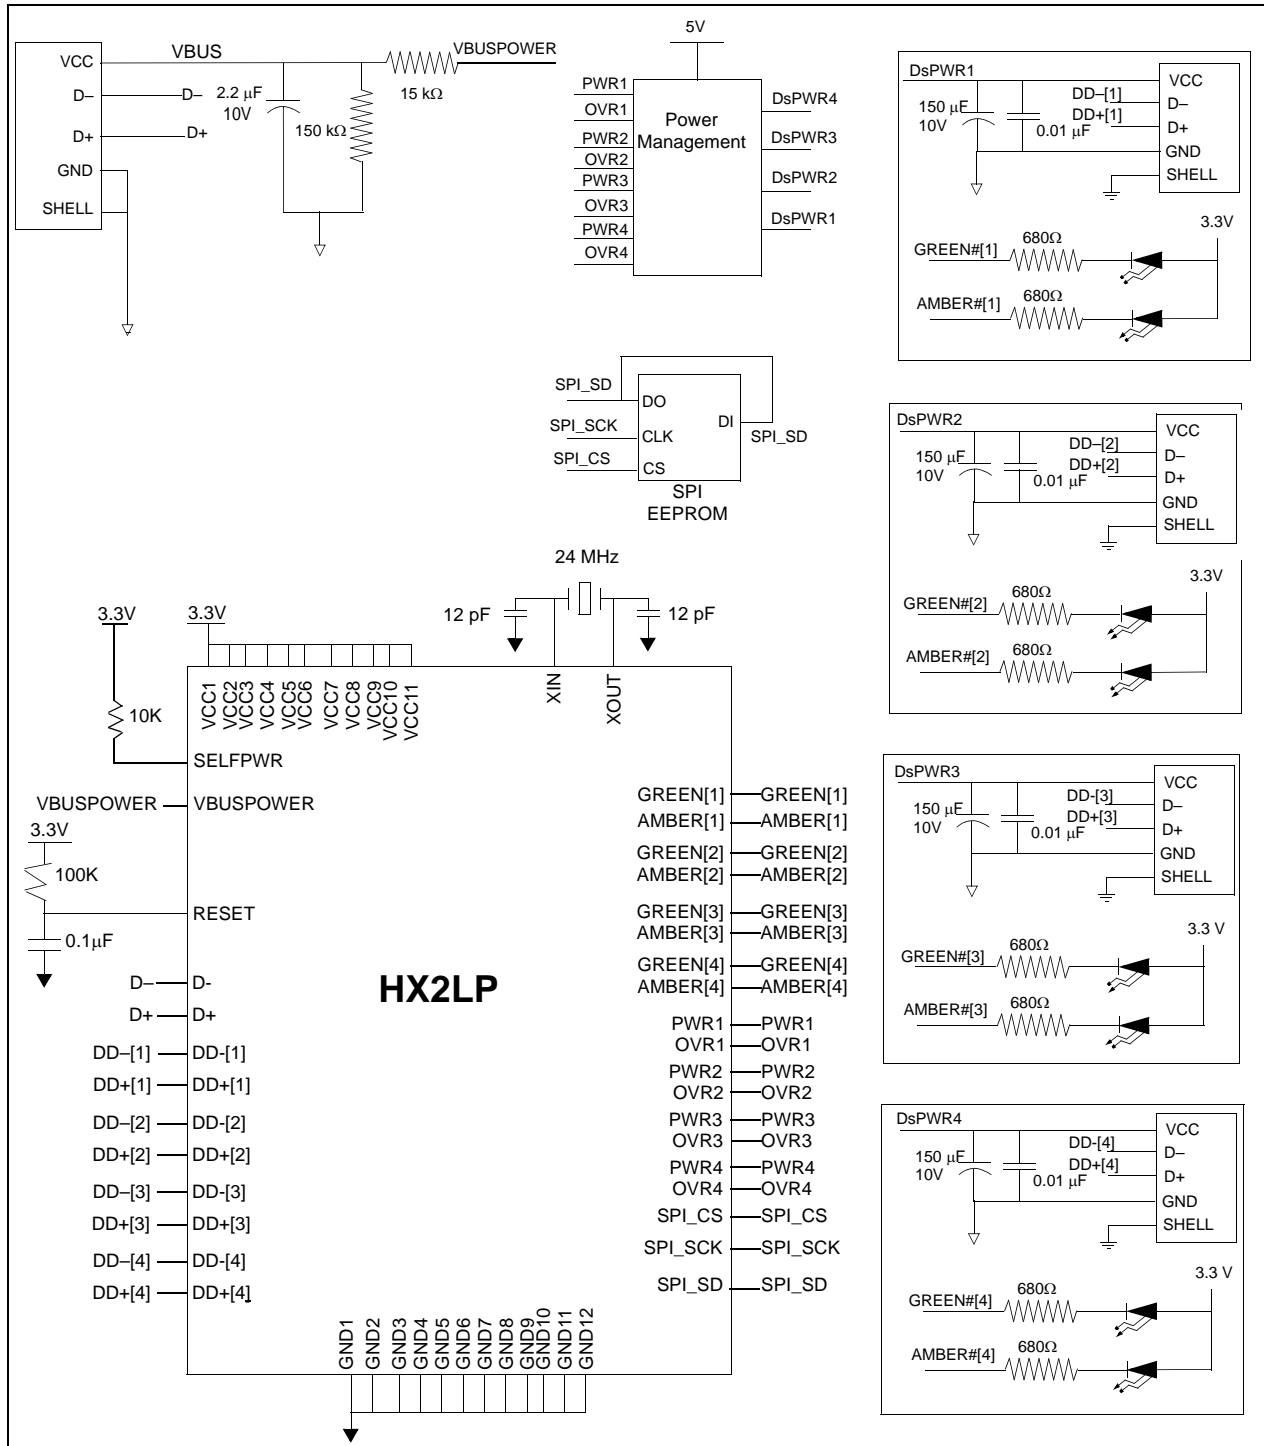 VCC
D–
D+
GND
SHELL
VBUS
D–
D+
2.2 µF
10V
150 kΩ
15 kΩ
VBUSPOWER
5V
PWR1
OVR1
PWR2
OVR2
PWR3
OVR3
PWR4
OVR4
Power
Management
DsPWR4
DsPWR3
DsPWR2
DsPWR1
SPI_SD
SPI_SCK
SPI_CS
DO
CLK
CS
DI
SPI_SD
SPI
EEPROM
24 MHz
12 pF
12 pF
3.3V
3.3V
10K
VCC1
VCC2
VCC3
VCC4
VCC5
VCC6
VCC7
VCC8
VCC9
VCC10
VCC11
XIN
XOUT
SELFPWR
VBUSPOWER
VBUSPOWER
3.3V
100K
RESET
0.1µF
HX2LP
D– D-
D+ D+
DD–[1] DD-[1]
DD+[1] DD+[1]
DD–[2] DD-[2]
DD+[2] DD+[2]
DD–[3] DD-[3]
DD+[3] DD+[3]
DD–[4] DD-[4]
DD+[4] DD+[4]
GREEN[1] GREEN[1]
AMBER[1] AMBER[1]
GREEN[2] GREEN[2]
AMBER[2] AMBER[2]
GREEN[3] GREEN[3]
AMBER[3] AMBER[3]
GREEN[4] GREEN[4]
AMBER[4] AMBER[4]
PWR1 PWR1
OVR1 OVR1
PWR2 PWR2
OVR2 OVR2
PWR3 PWR3
OVR3 OVR3
PWR4 PWR4
OVR4 OVR4
SPI_CS SPI_CS
SPI_SCK SPI_SCK
SPI_SD SPI_SD
GND1
GND2
GND3
GND4
GND5
GND6
GND7
GND8
GND9
GND10
GND11
GND12
DsPWR1
150 µF
10V
0.01 µF
DD–[1]
DD+[1]
VCC
D–
D+
GND
SHELL
3.3V
GREEN#[1]
680Ω
AMBER#[1]
680Ω
DsPWR2
150 µF
10V
0.01 µF
DD–[2]
DD+[2]
VCC
D–
D+
GND
SHELL
3.3V
GREEN#[2]
680Ω
AMBER#[2]
680Ω
DsPWR3
150 µF
10V
0.01 µF
DD-[3]
DD+[3]
VCC
D–
D+
GND
SHELL
3.3 V
GREEN#[3]
680Ω
AMBER#[3]
680Ω
DsPWR4
150 µF
10V
0.01 µF
DD-[4]
DD+[4]
VCC
D–
D+
GND
SHELL
3.3 V
GREEN#[4]
680Ω
AMBER#[4]
680Ω